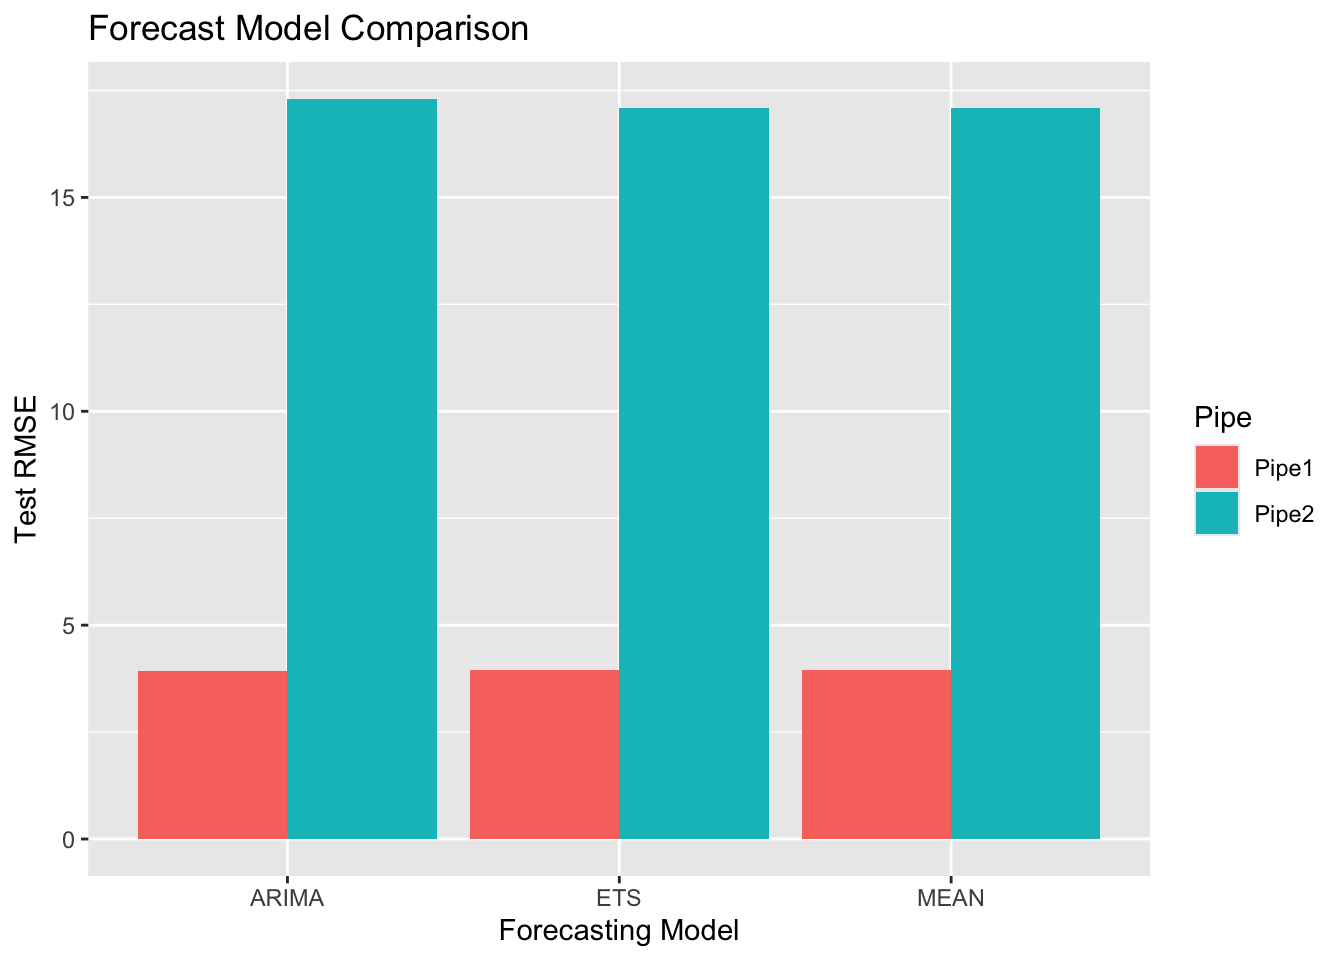 Forecast Model Comparison
Test RMSE
15
10
5
0
ARIMA
ETS
MEAN
Forecasting Model
Pipe
Pipe1
Pipe2